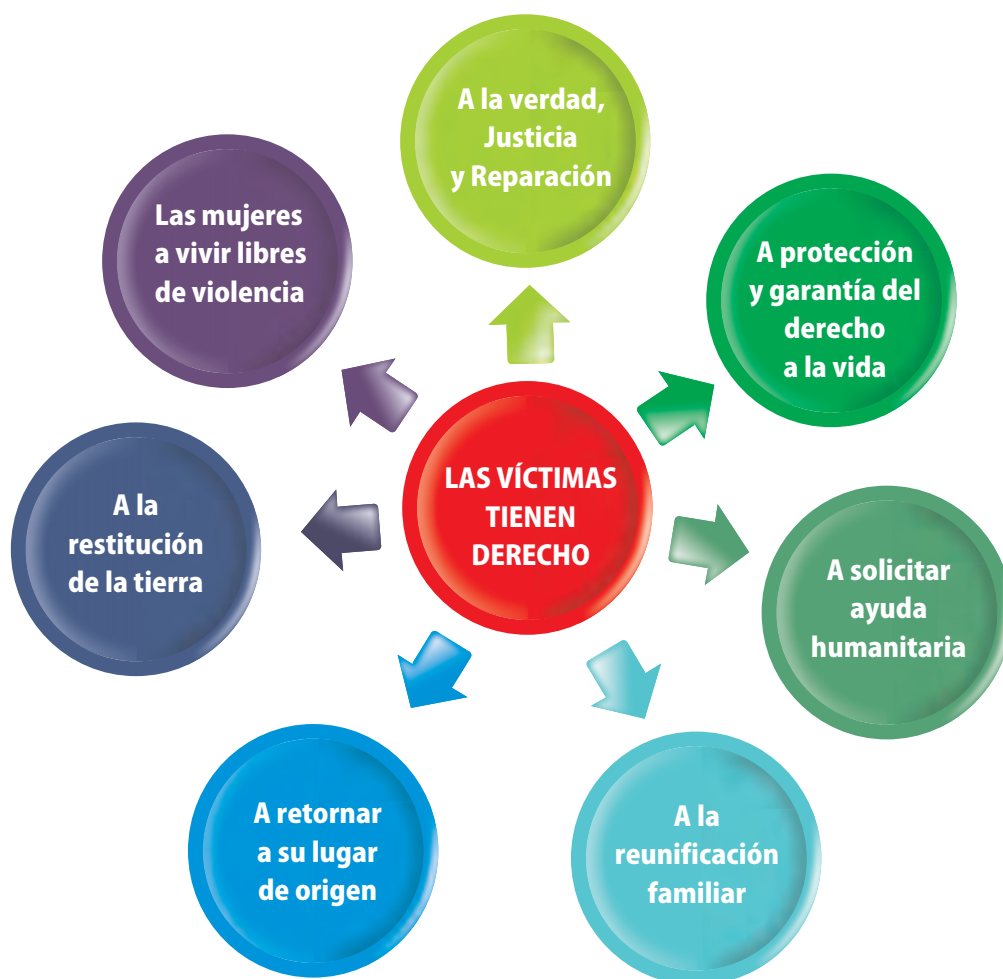 LAS VÍCTIMAS
TIENEN
DERECHO
A la verdad,
Justicia
y Reparación
A protección
y garantía del
derecho
a la vida
A solicitar
ayuda
humanitaria
A la
reunificación
familiar
A retornar
a su lugar
de origen
A la
restitución
de la tierra
Las mujeres
a vivir libres
de violencia